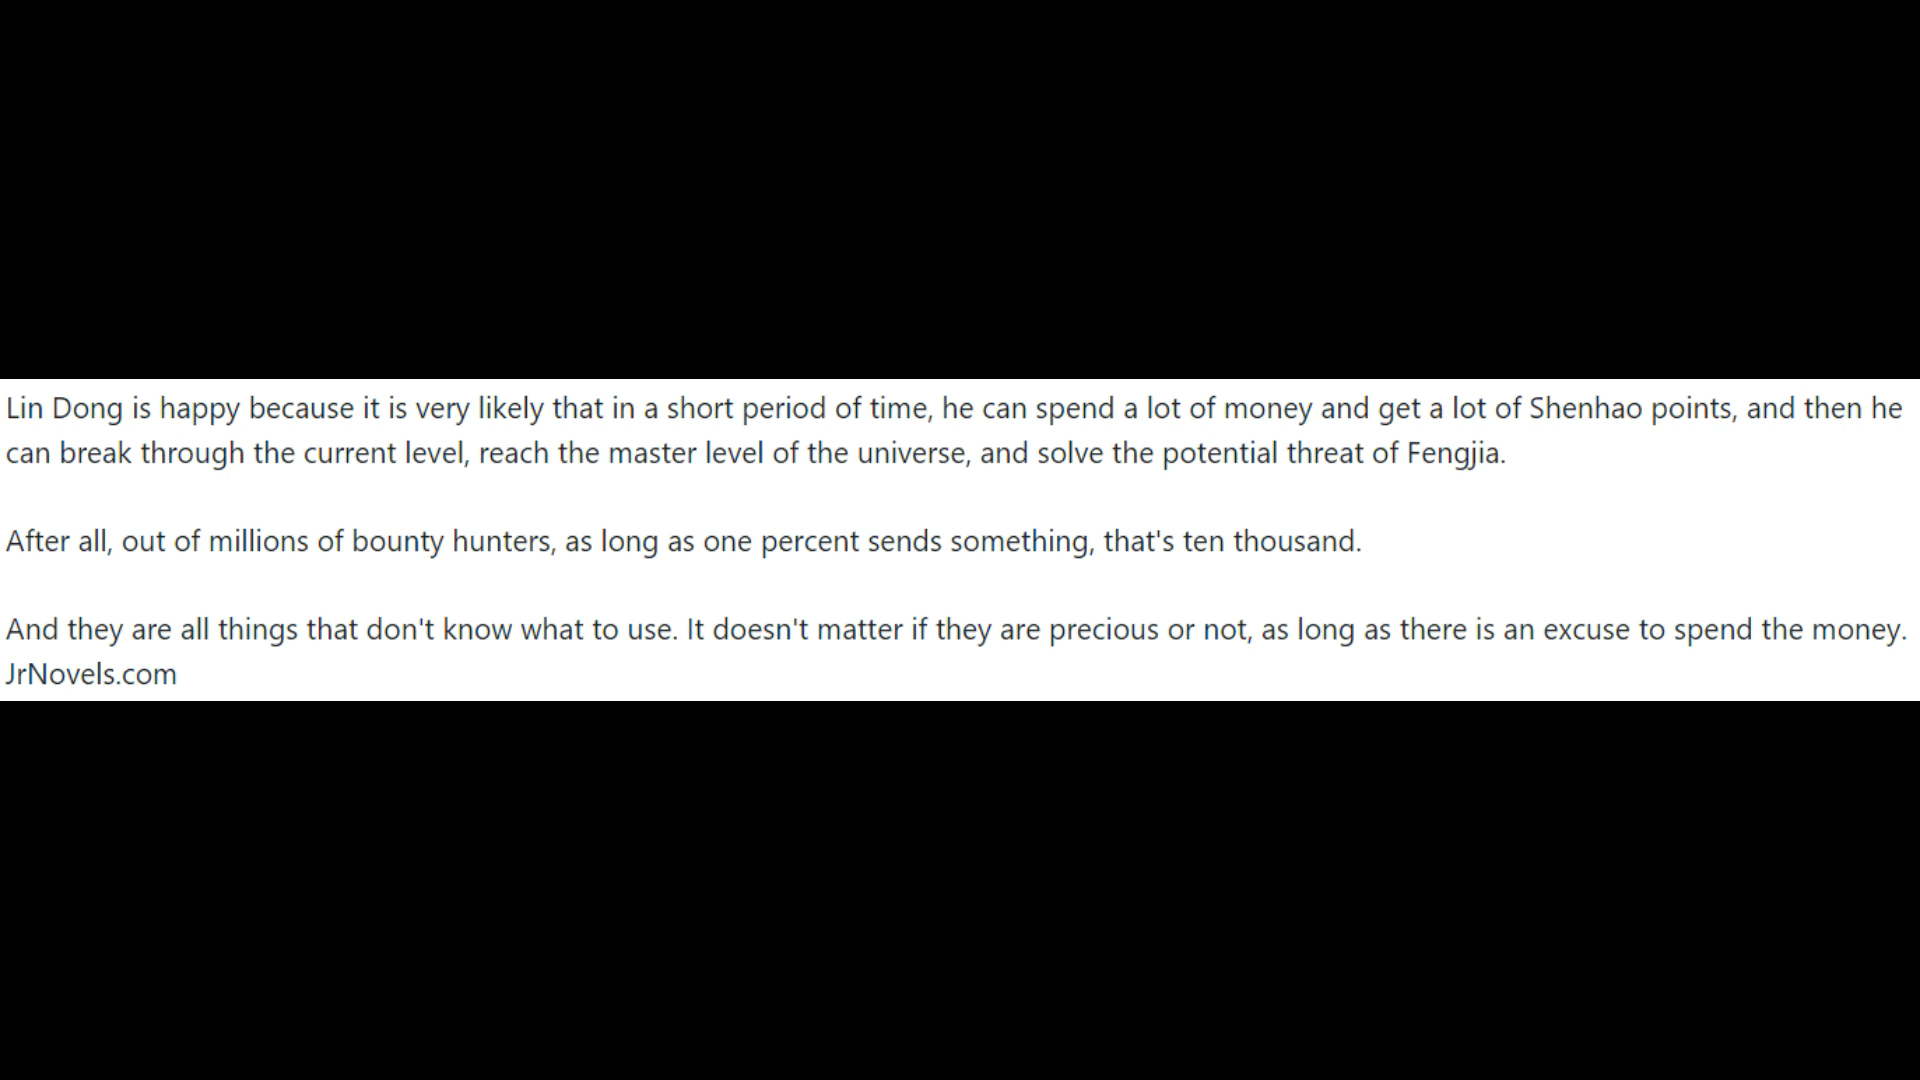 Lin Dong is happy because it is very likely that in a short period of time, he can spend a lot of money and get a lot of Shenhao points, and then he
can break through the current level, reach the master level of the universe, and solve the potential threat of Fengjia.
After all, out of millions of bounty hunters, as long as one percent sends something, that's ten thousand.
And they are all things that don't know what to use. It doesn't matter if they are precious or not, as long as there is an excuse to spend the money.
JrNovels.com